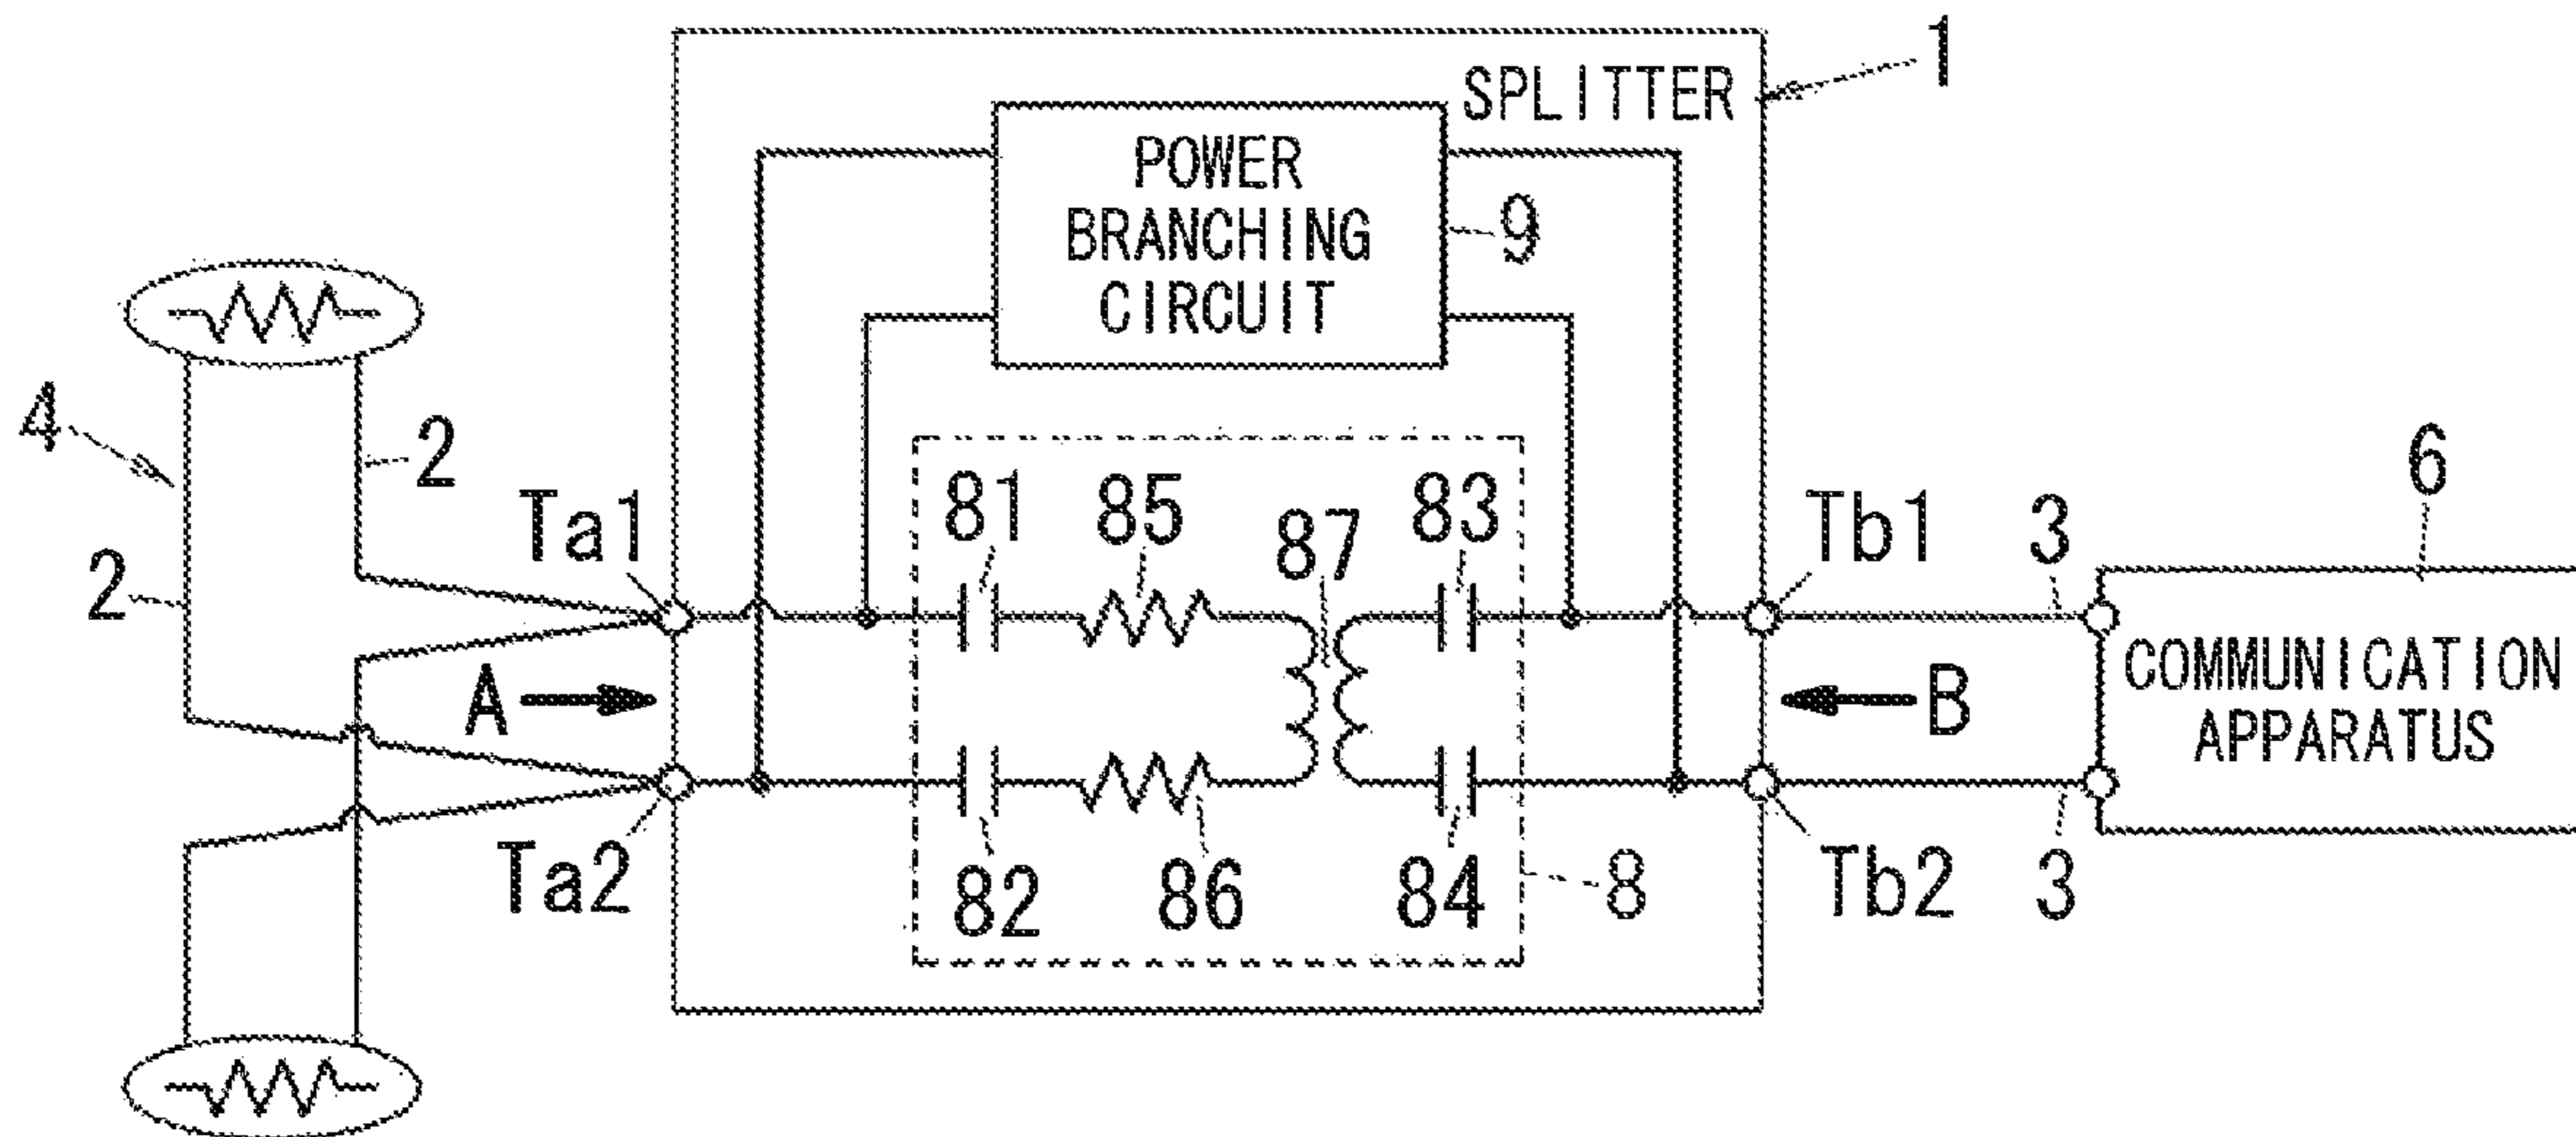 1
SPLITTER
POWER
BRANCHING
CIRCUIT
9
4
2
2
Ta1
81
85
87
83
Tb1
3
6
A
B
COMMUNICATION
APPARATUS
Ta2
82
86
84
8
Tb2
3